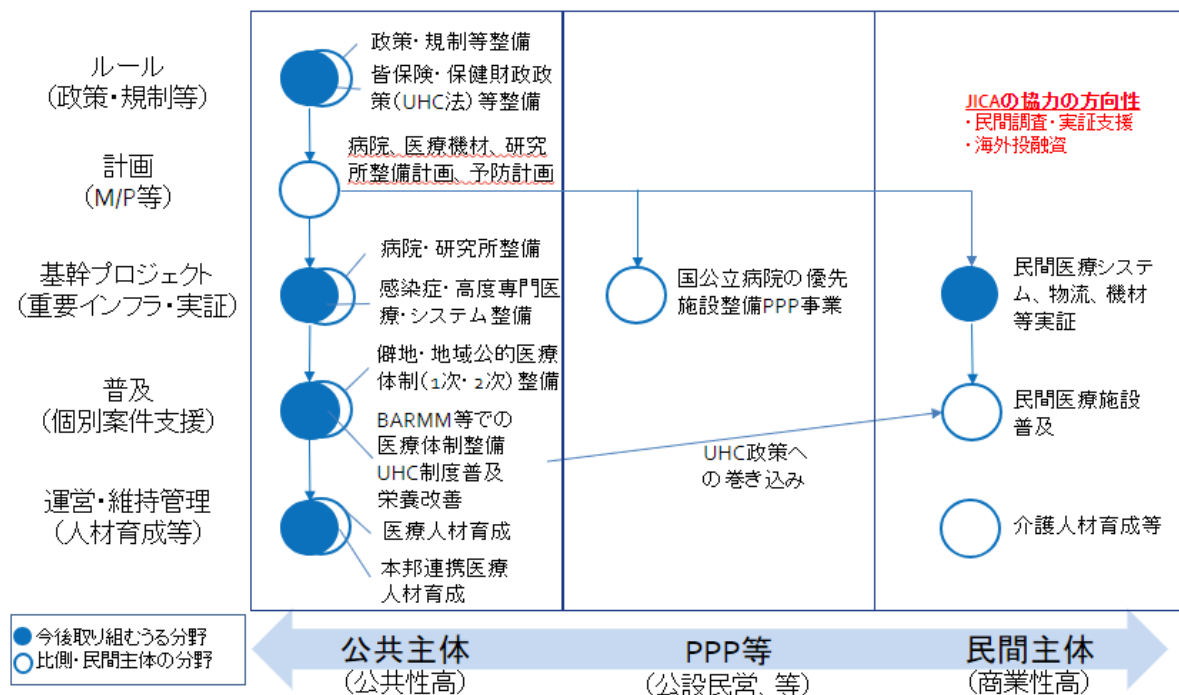 ルール
(政策・規制等)
政策・規制等整備
皆保険・保健財政政
策(UHC法)等整備
JICAの協力の方向性
・民間調査・実証支援
・海外投融資
計画
(M/P等)
病院、医療機材、研究
所整備計画、予防計画
基幹プロジェクト
(重要インフラ・実証)
病院・研究所整備
感染症・高度専門医
療・システム整備
国公立病院の優先
施設整備PPP事業
民間医療システ
ム、物流、機材
等実証
普及
(個別案件支援)
僻地・地域公的医療
体制(1次・2次)整備
BARMM等での
医療体制整備
UHC制度普及
栄養改善
UHC政策へ
の巻き込み
民間医療施設
普及
運営・維持管理
(人材育成等)
医療人材育成
本邦連携医療
人材育成
介護人材育成等
今後取り組むうる分野
比側・民間主体の分野
公共主体
(公共性高)
PPP等
(公設民営、等)
民間主体
(商業性高)